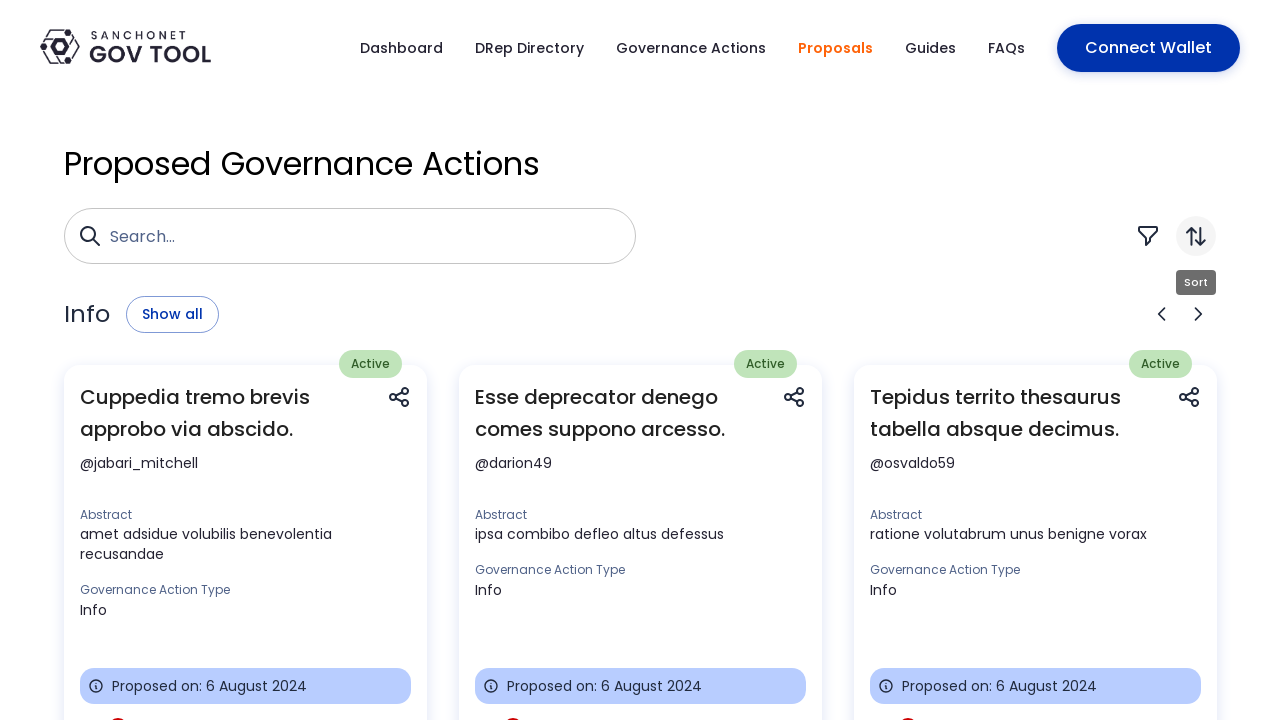 SANCHONET
GOV TOOL
Dashboard
DRep Directory
Governance Actions
Proposals
Guides
FAQs
Connect Wallet
Proposed Governance Actions
Search...
Sort
Info
Show all
Active
Cuppedia tremo brevis
approbo via abscido.
@jabari_mitchell
Abstract
amet adsidue volubilis benevolentia
recusandae
Governance Action Type
Info
Proposed on: 6 August 2024
Active
Esse deprecator denego
comes suppono arcesso.
@darion49
Abstract
ipsa combibo defleo altus defessus
Governance Action Type
Info
Proposed on: 6 August 2024
Active
Tepidus territo thesaurus
tabella absque decimus.
@osvaldo59
Abstract
ratione volutabrum unus benigne vorax
Governance Action Type
Info
Proposed on: 6 August 2024